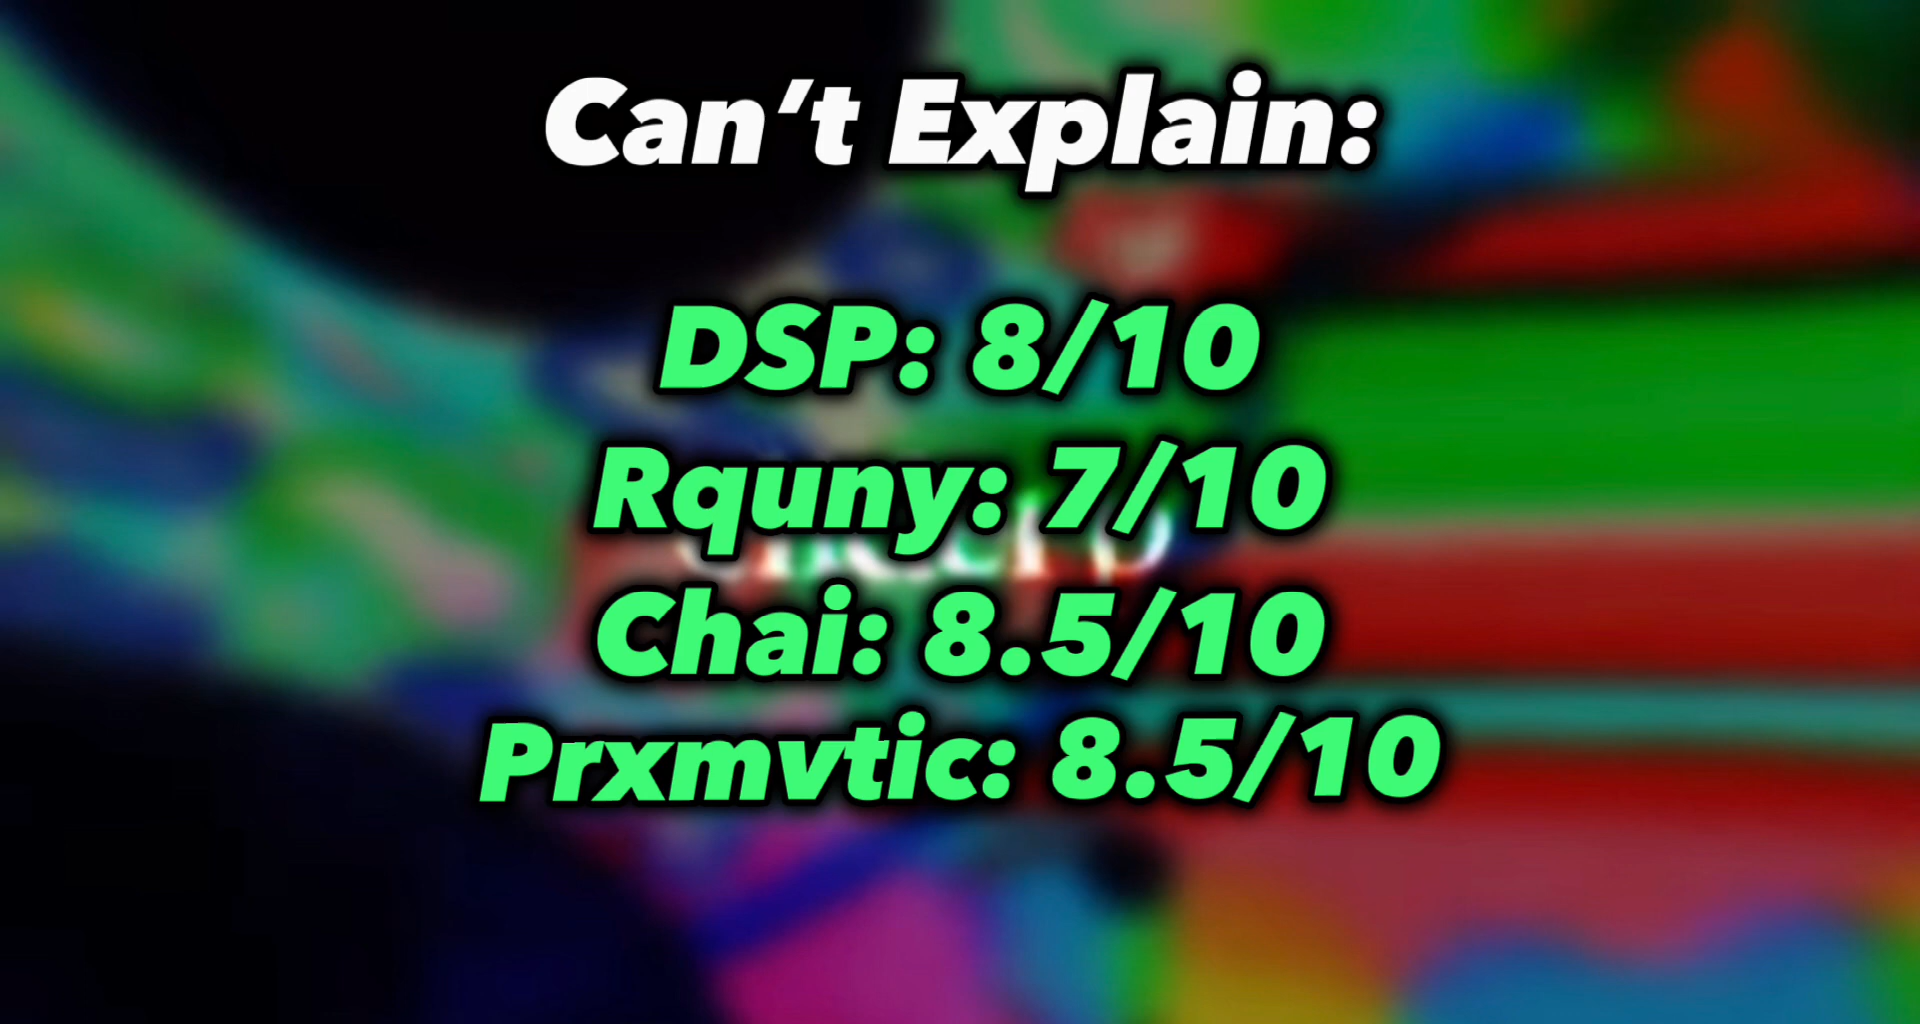 Can't Explain:
DSP: 8/10
Rquny: 7/10
Chai: 8.5/10
Prxmvtic: 8.5/10